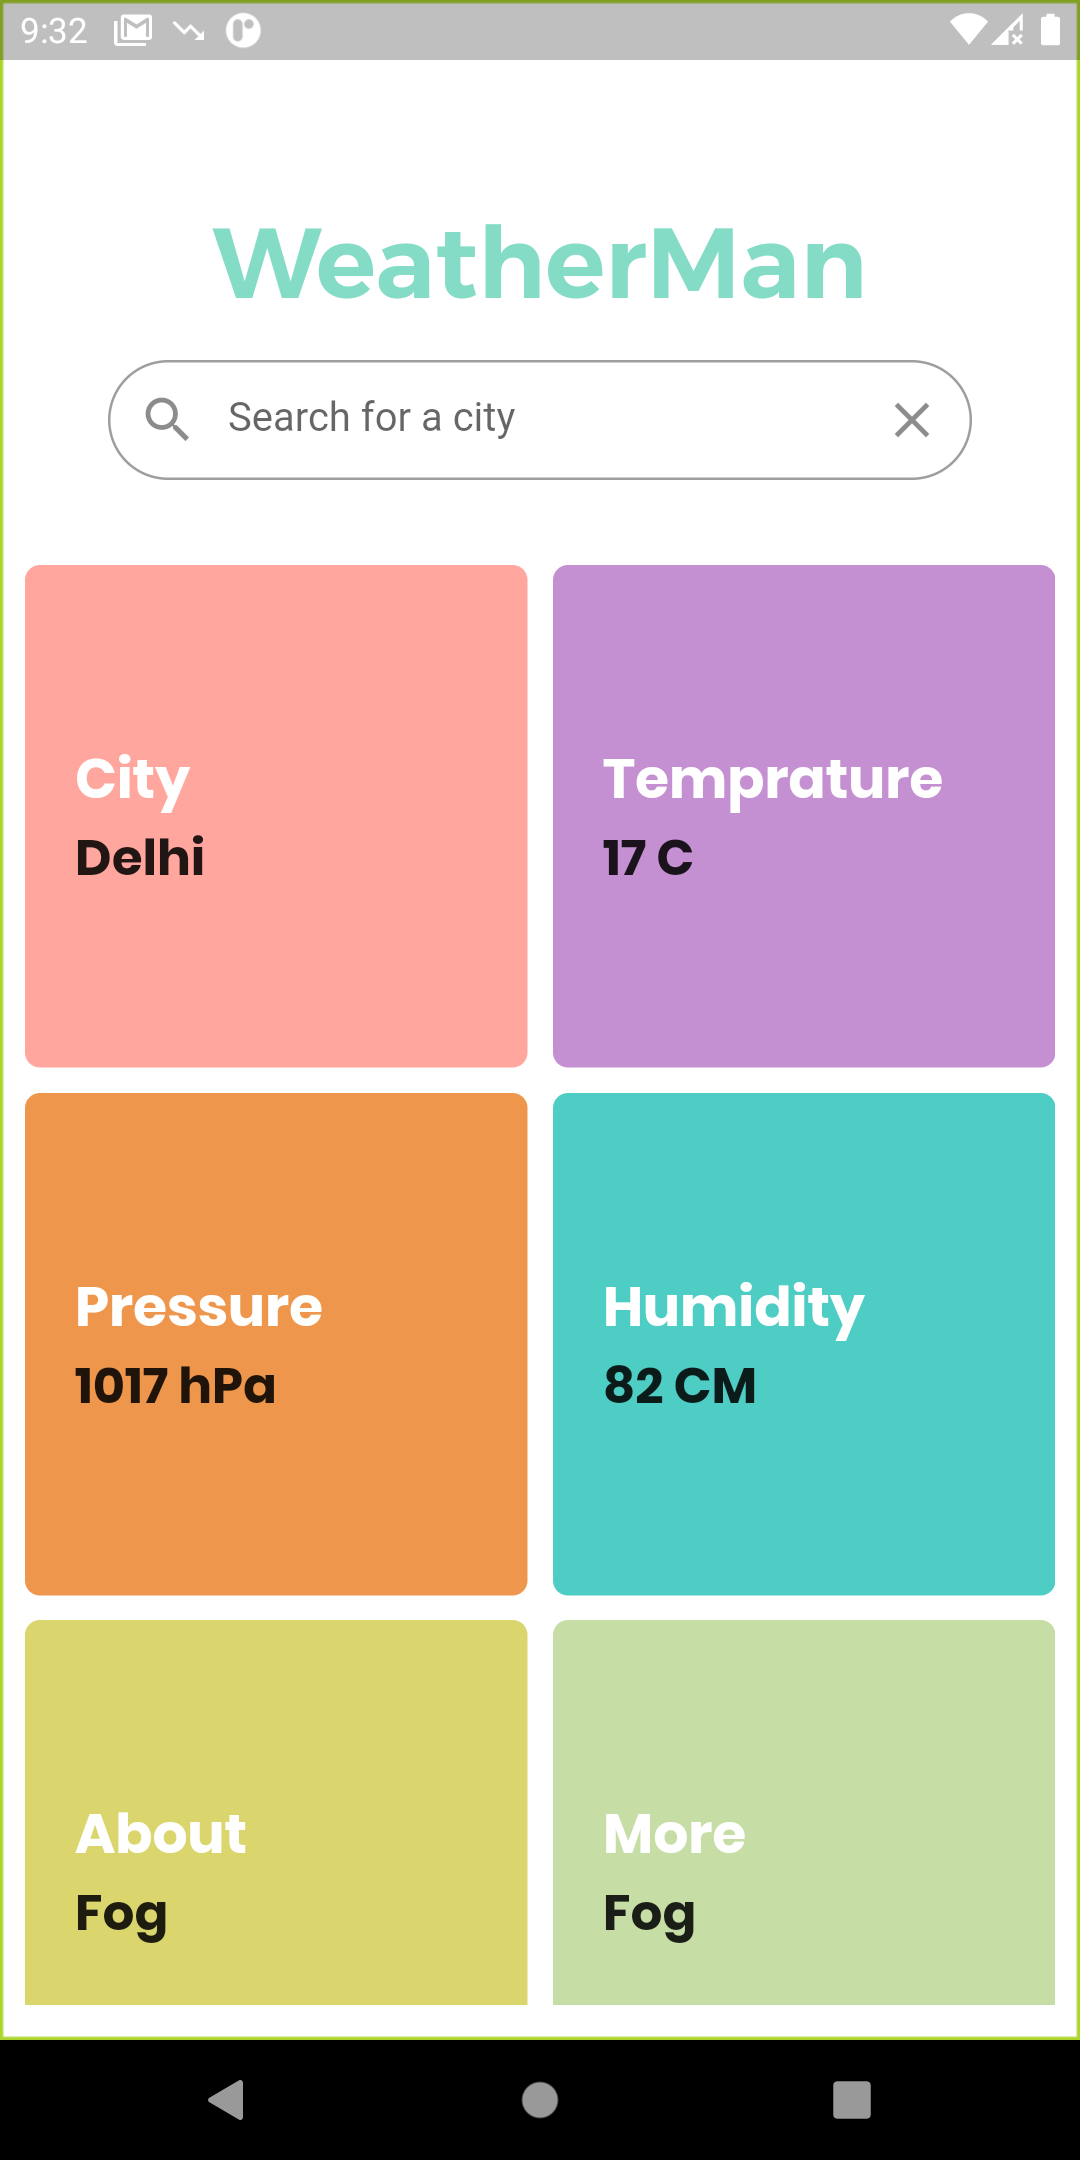 9:32
WeatherMan
Search for a city
City
Delhi
Temprature
17 C
Pressure
1017 hPa
Humidity
82 CM
About
Fog
More
Fog